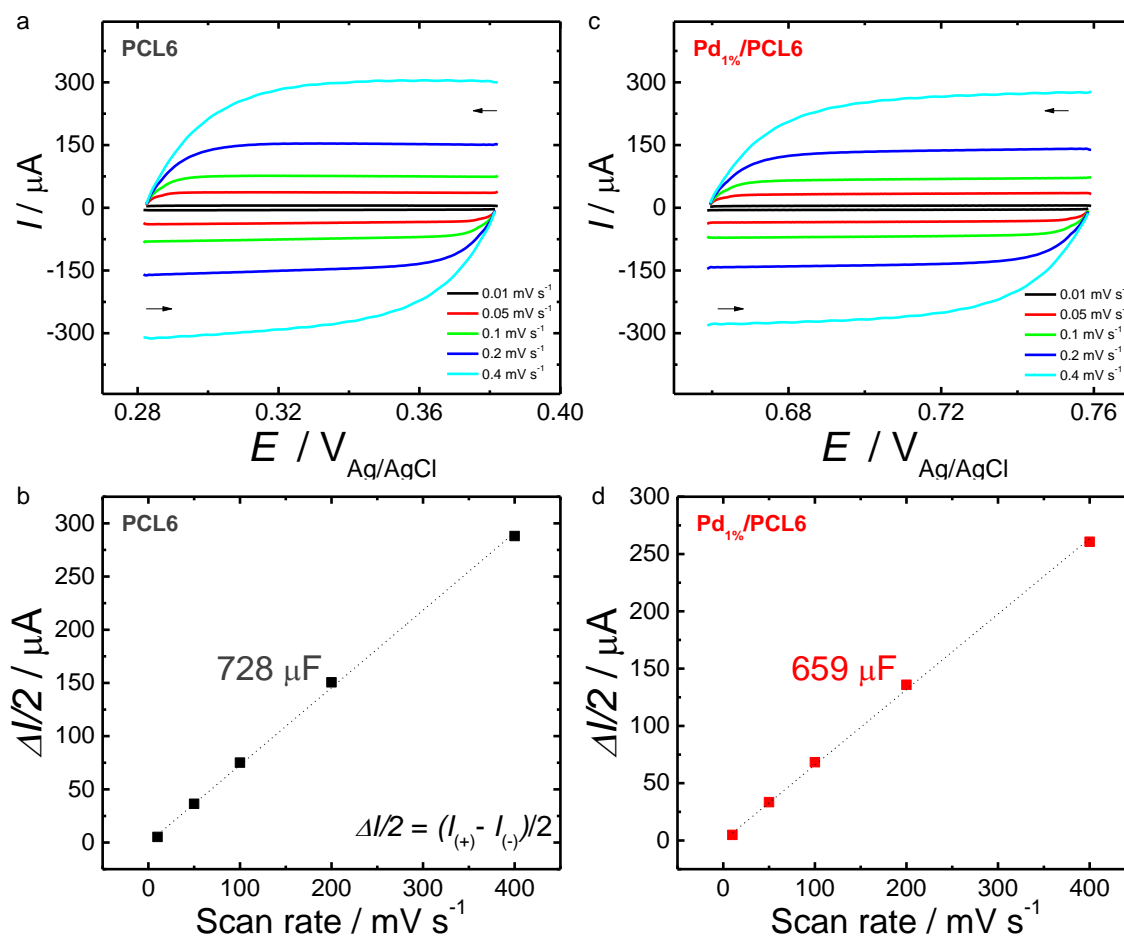 a
PCL6
300
150
0
-150
-300
I / μA
0.01 mV s⁻¹
0.05 mV s⁻¹
0.1 mV s⁻¹
0.2 mV s⁻¹
0.4 mV s⁻¹
0.28 0.32 0.36 0.40
E / V Ag/AgCl
c
Pd1%/PCL6
300
150
0
-150
-300
I / μA
0.01 mV s⁻¹
0.05 mV s⁻¹
0.1 mV s⁻¹
0.2 mV s⁻¹
0.4 mV s⁻¹
0.68 0.72 0.76
E / V Ag/AgCl
b
PCL6
300
250
200
150
100
50
0
ΔI/2 / μA
728 μF
ΔI/2 = (I(+)- I(-))/2
0 100 200 300 400
Scan rate / mV s⁻¹
d
Pd1%/PCL6
300
250
200
150
100
50
0
ΔI/2 / μA
659 μF
0 100 200 300 400
Scan rate / mV s⁻¹